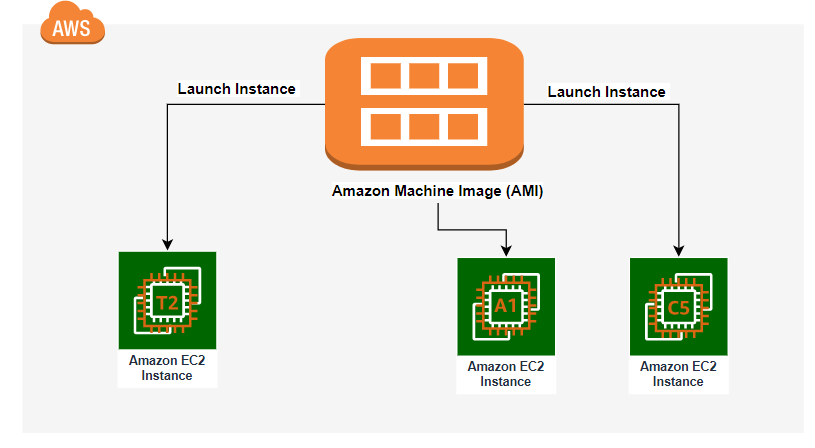 AWS
Launch Instance
Launch Instance
Amazon Machine Image (AMI)
T2
A1
C5
Amazon EC2
Instance
Amazon EC2
Instance
Amazon EC2
Instance